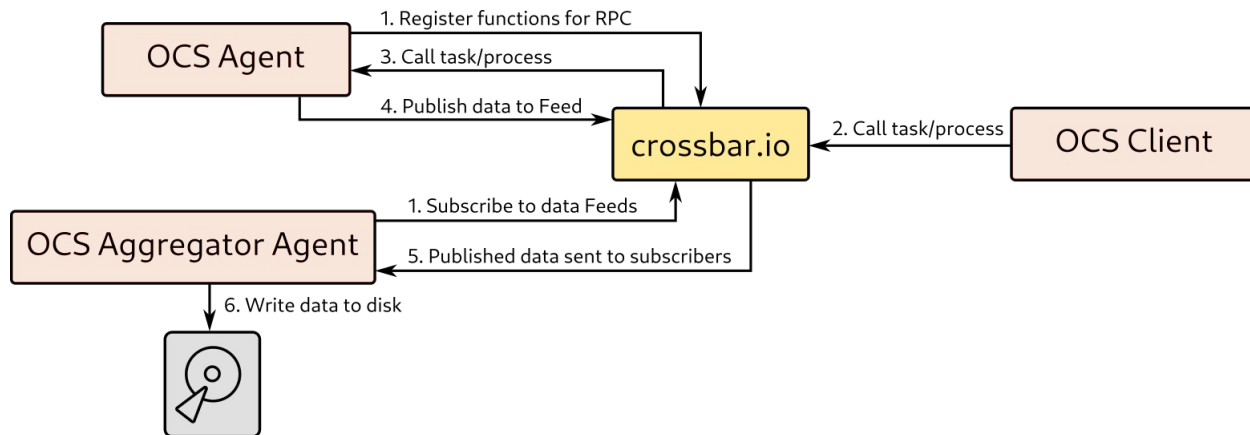 1. Register functions for RPC
OCS Agent
3. Call task/process
4. Publish data to Feed
crossbar.io
2. Call task/process
OCS Client
1. Subscribe to data Feeds
OCS Aggregator Agent
5. Published data sent to subscribers
6. Write data to disk